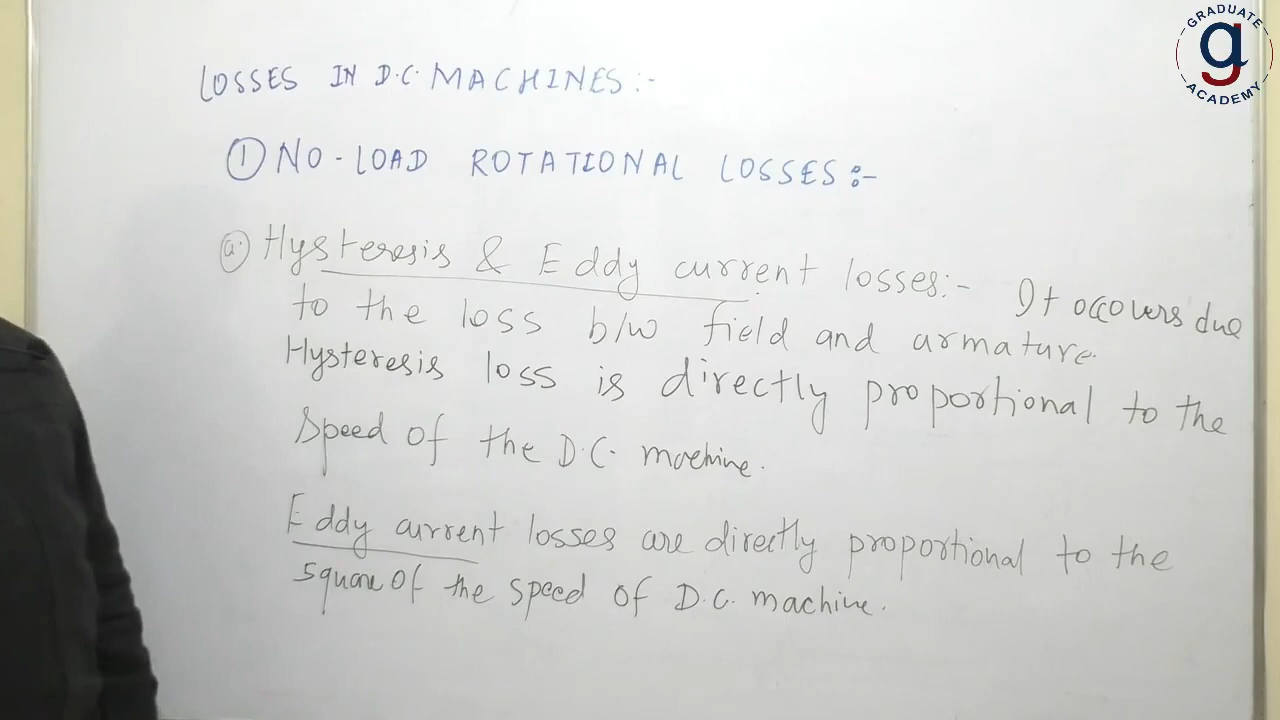 LOSSES IN D.C. MACHINES:-
① NO-LOAD ROTATIONAL LOSSES:-
ⓐ Hysteresis & Eddy current losses:- It occours due
to the loss b/w field and armature.
Hysteresis loss is directly proportional to the
Speed of the D.C. machine.
Eddy current losses are directly proportional to the
square of the speed of D.C. machine.
GRADUATE
g
ACADEMY